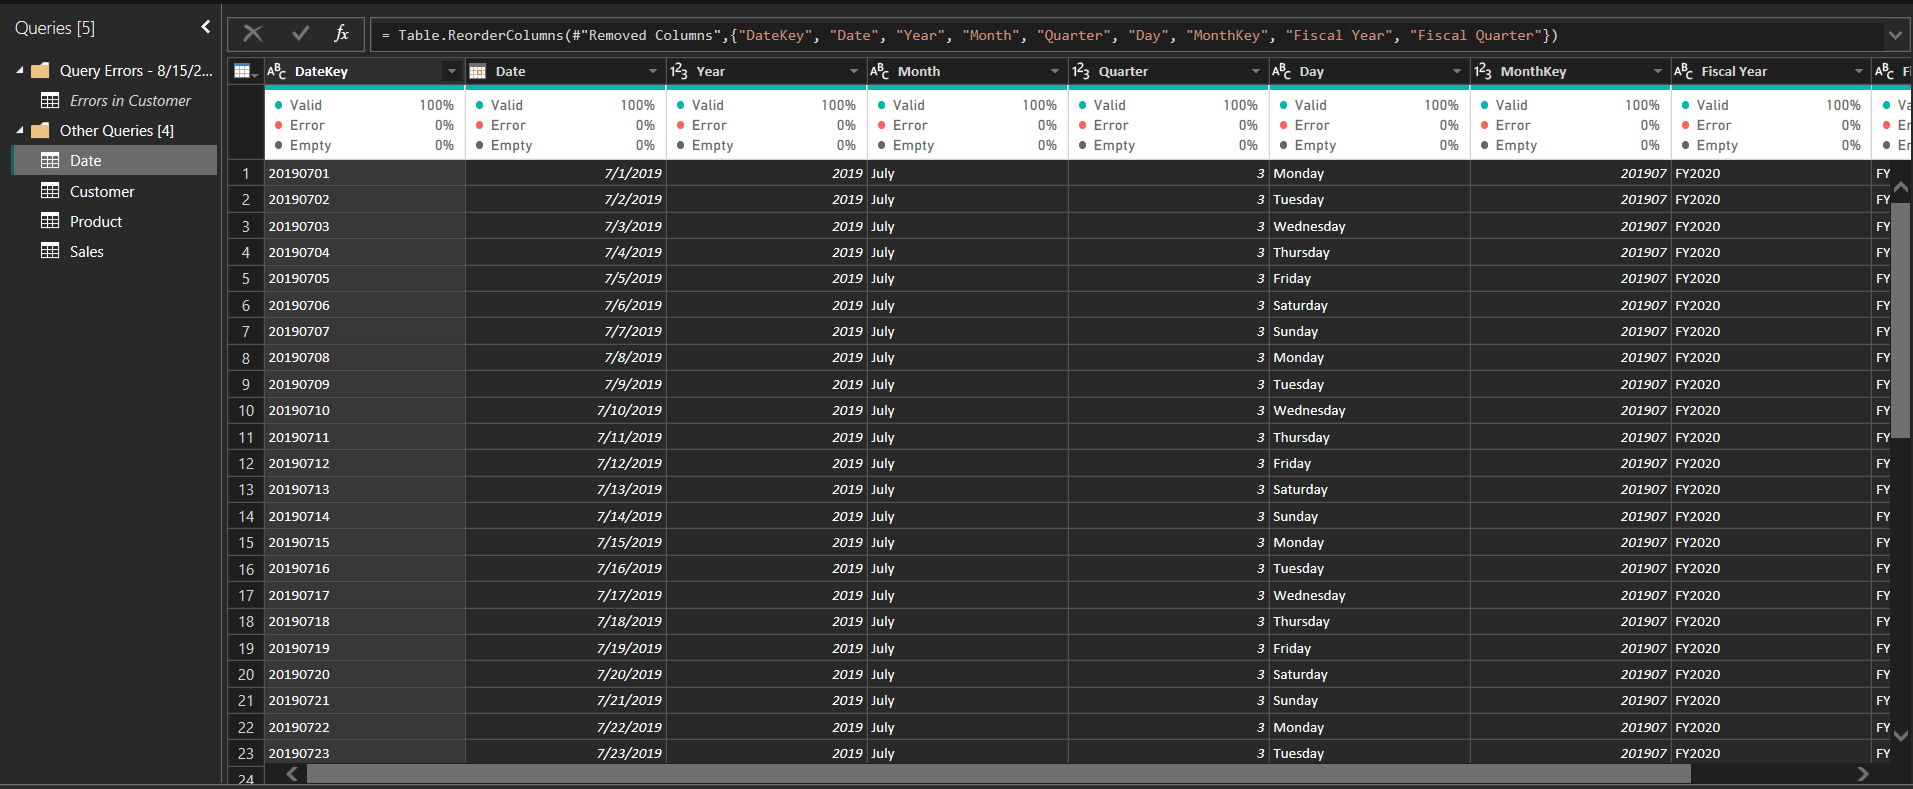 Queries [5]
Query Errors - 8/15/2...
Errors in Customer
Other Queries [4]
Date
Customer
Product
Sales
fx = Table.ReorderColumns(#"Removed Columns",{"DateKey", "Date", "Year", "Month", "Quarter", "Day", "MonthKey", "Fiscal Year", "Fiscal Quarter"})
ABC DateKey Date 123 Year ABC Month 123 Quarter ABC Day 123 MonthKey ABC Fiscal Year ABC Fi
Valid 100% Valid 100% Valid 100% Valid 100% Valid 100% Valid 100% Valid 100% Valid 100% Va
Error 0% Error 0% Error 0% Error 0% Error 0% Error 0% Error 0% Error 0% Er
Empty 0% Empty 0% Empty 0% Empty 0% Empty 0% Empty 0% Empty 0% Empty 0% Er
1 20190701 7/1/2019 2019 July 3 Monday 201907 FY2020 FY
2 20190702 7/2/2019 2019 July 3 Tuesday 201907 FY2020 FY
3 20190703 7/3/2019 2019 July 3 Wednesday 201907 FY2020 FY
4 20190704 7/4/2019 2019 July 3 Thursday 201907 FY2020 FY
5 20190705 7/5/2019 2019 July 3 Friday 201907 FY2020 FY
6 20190706 7/6/2019 2019 July 3 Saturday 201907 FY2020 FY
7 20190707 7/7/2019 2019 July 3 Sunday 201907 FY2020 FY
8 20190708 7/8/2019 2019 July 3 Monday 201907 FY2020 FY
9 20190709 7/9/2019 2019 July 3 Tuesday 201907 FY2020 FY
10 20190710 7/10/2019 2019 July 3 Wednesday 201907 FY2020 FY
11 20190711 7/11/2019 2019 July 3 Thursday 201907 FY2020 FY
12 20190712 7/12/2019 2019 July 3 Friday 201907 FY2020 FY
13 20190713 7/13/2019 2019 July 3 Saturday 201907 FY2020 FY
14 20190714 7/14/2019 2019 July 3 Sunday 201907 FY2020 FY
15 20190715 7/15/2019 2019 July 3 Monday 201907 FY2020 FY
16 20190716 7/16/2019 2019 July 3 Tuesday 201907 FY2020 FY
17 20190717 7/17/2019 2019 July 3 Wednesday 201907 FY2020 FY
18 20190718 7/18/2019 2019 July 3 Thursday 201907 FY2020 FY
19 20190719 7/19/2019 2019 July 3 Friday 201907 FY2020 FY
20 20190720 7/20/2019 2019 July 3 Saturday 201907 FY2020 FY
21 20190721 7/21/2019 2019 July 3 Sunday 201907 FY2020 FY
22 20190722 7/22/2019 2019 July 3 Monday 201907 FY2020 FY
23 20190723 7/23/2019 2019 July 3 Tuesday 201907 FY2020 FY
24